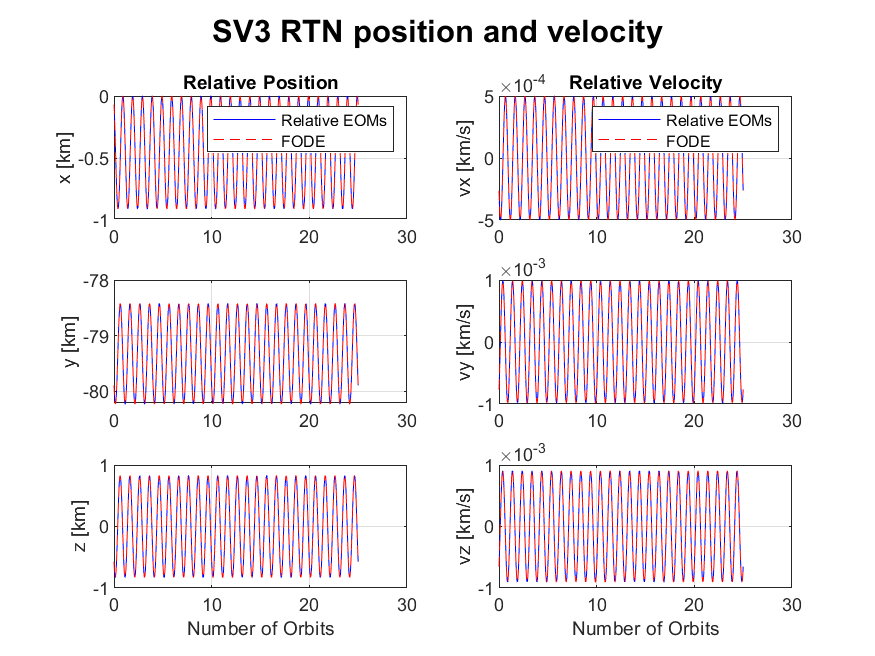 SV3 RTN position and velocity
Relative Position
0
-0.5
-1
x [km]
Relative EOMs
FODE
0 10 20 30
Relative Velocity
×10-4
5
0
-5
vx [km/s]
Relative EOMs
FODE
0 10 20 30
-78
-79
-80
y [km]
0 10 20 30
×10-3
1
0
-1
vy [km/s]
0 10 20 30
1
0
-1
z [km]
0 10 20 30
Number of Orbits
×10-3
1
0
-1
vz [km/s]
0 10 20 30
Number of Orbits